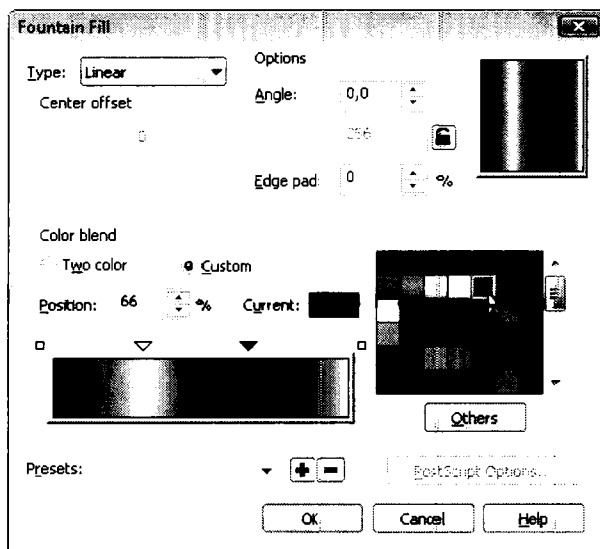 Fountain Fill
Type: Linear
Options
Center offset
Angle: 0,0
0
256
Edge pad: 0 %
Color blend
Two color Custom
Position: 66 % Current:
Others
Presets:
PostScript Options...
OK Cancel Help